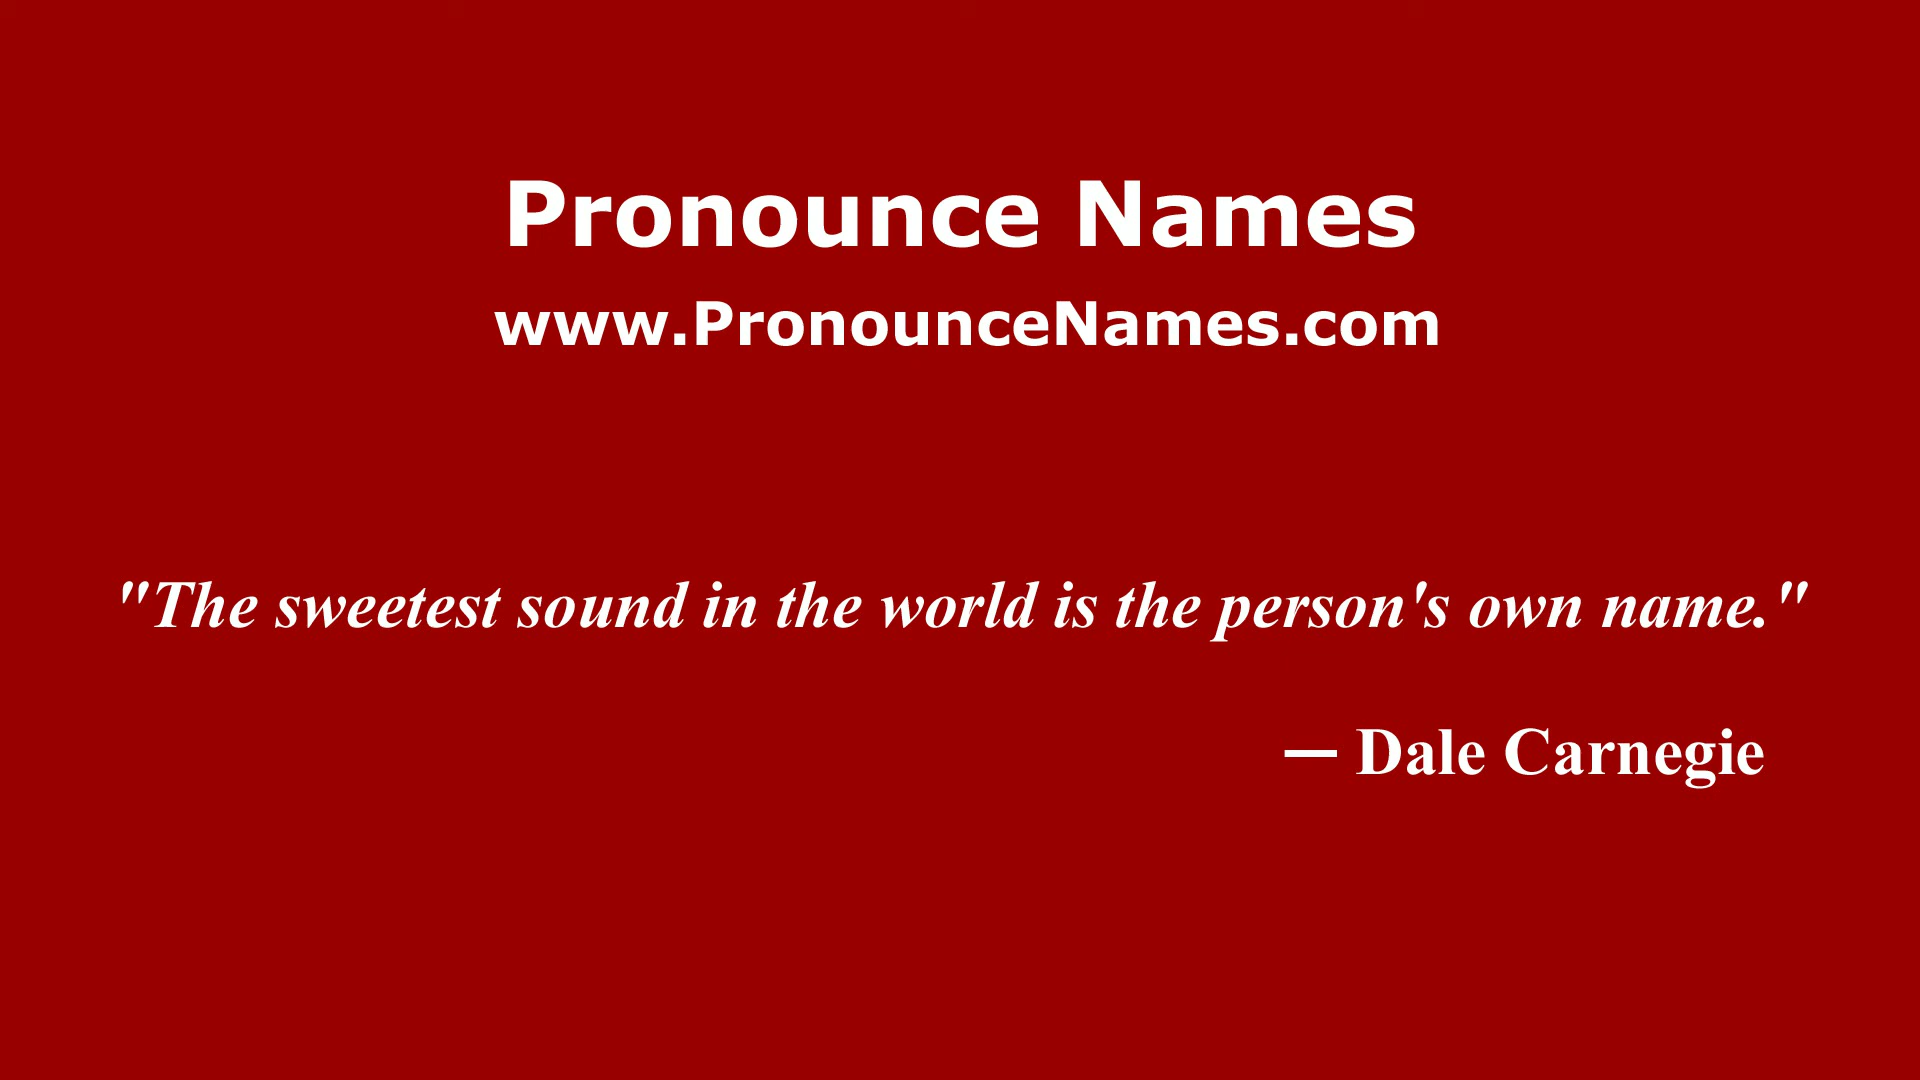 Pronounce Names
www.PronounceNames.com
"The sweetest sound in the world is the person's own name."
— Dale Carnegie